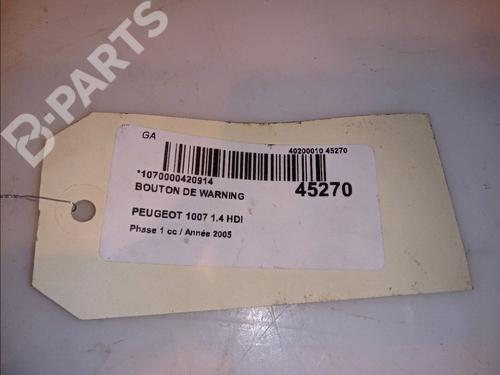 B-PARTS
GA
40200010 45270
*1070000420914
BOUTON DE WARNING
45270
PEUGEOT 1007 1.4 HDI
Phase 1 cc / Année 2005